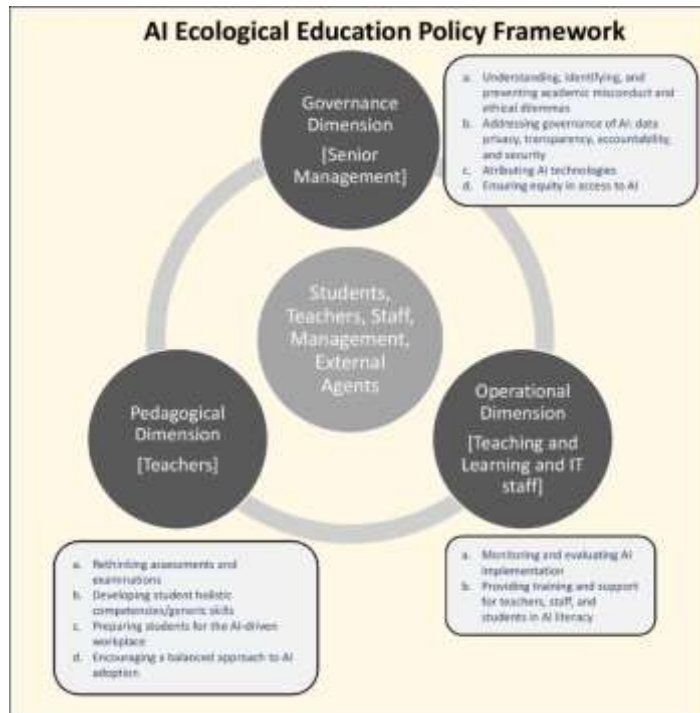 AI Ecological Education Policy Framework
Governance
Dimension
[Senior
Management]
a. Understanding, identifying, and
preventing academic misconduct and
ethical dilemmas
b. Addressing governance of AI: data
privacy, transparency, accountability,
and security
c. Atributing AI technologies
d. Ensuring equity in access to AI
Students,
Teachers, Staff,
Management,
External
Agents
Pedagogical
Dimension
[Teachers]
Operational
Dimension
[Teaching and
Learning and IT
staff]
a. Rethinking assessments and
examinations
b. Developing student holistic
competencies/generic skills
c. Preparing students for the AI-driven
workplace
d. Encouraging a balanced approach to AI
adoption
a. Monitoring and evaluating AI
implementation
b. Providing training and support
for teachers, staff, and
students in AI literacy